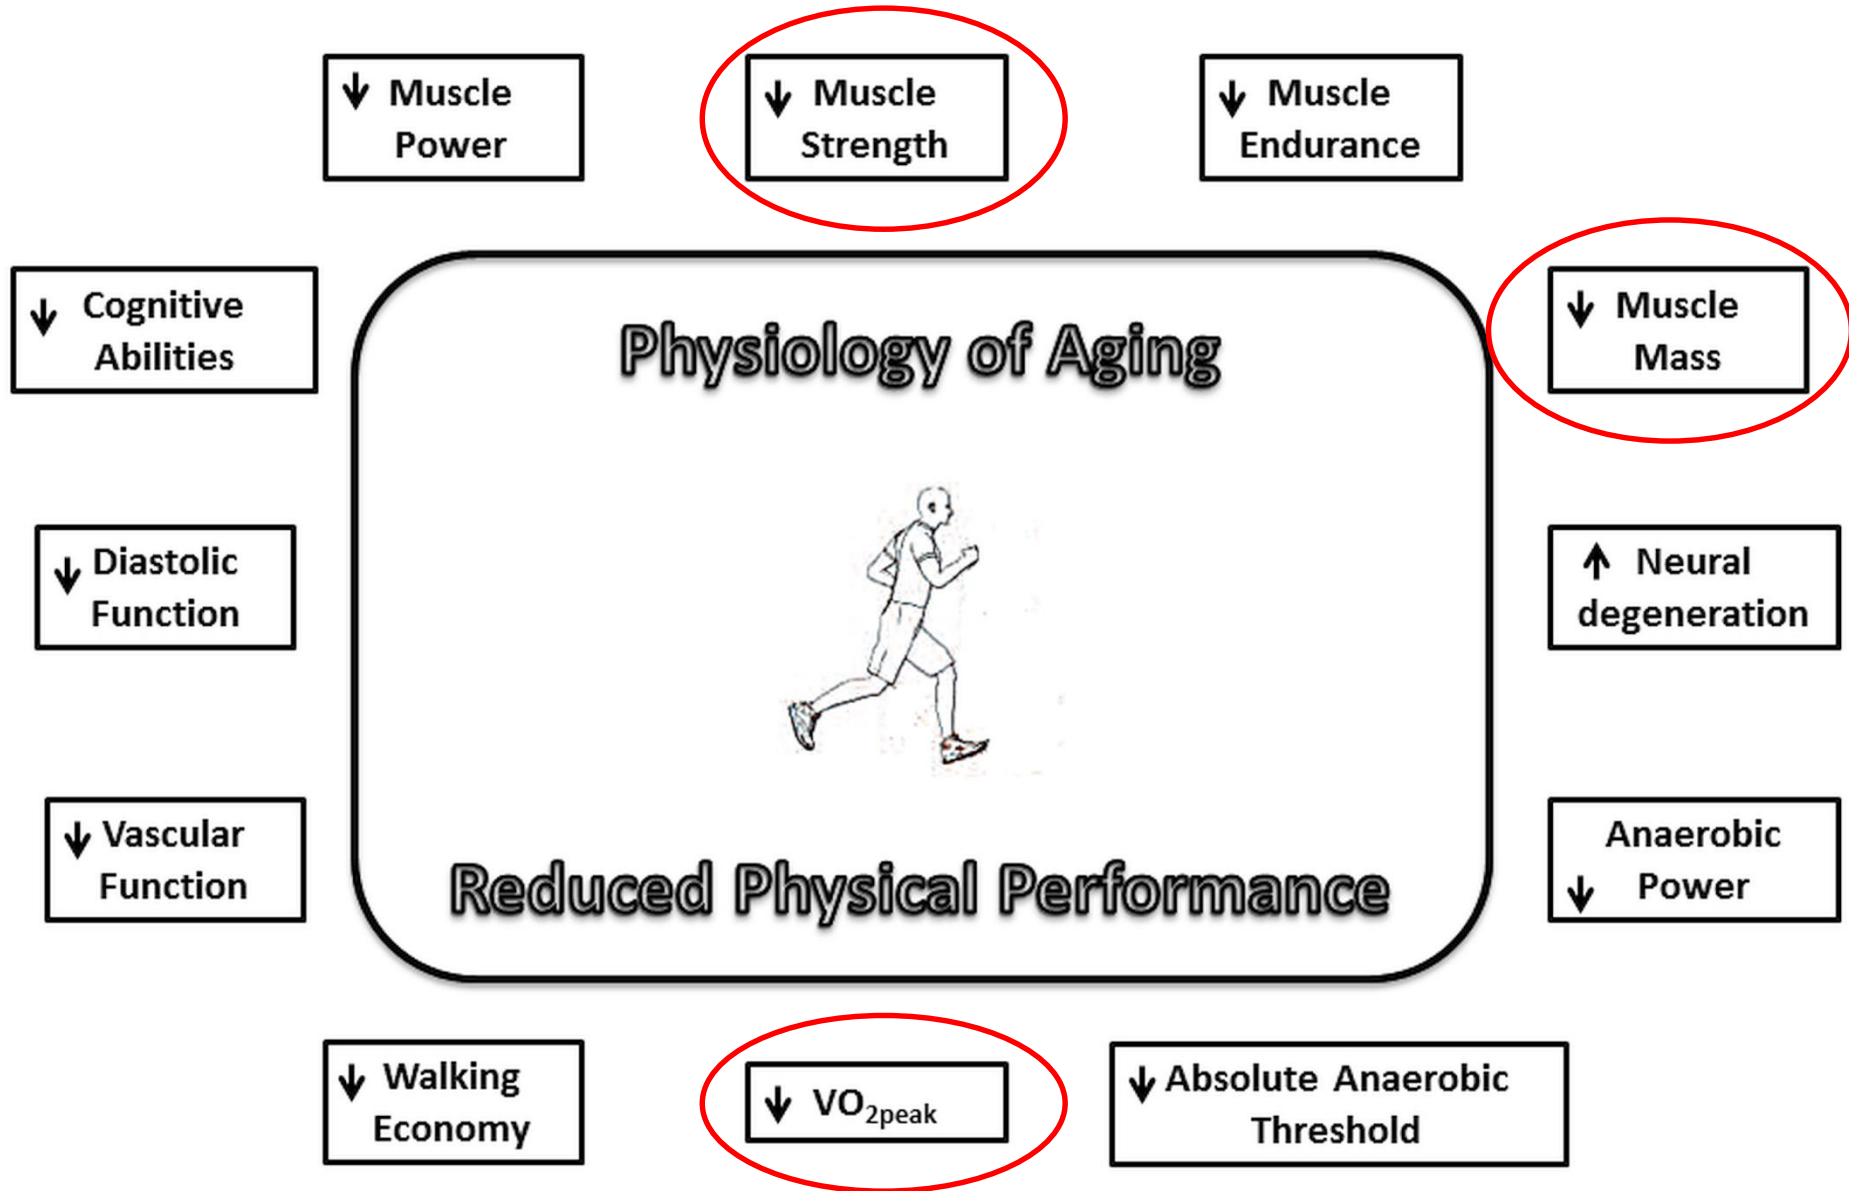 ↓ Muscle
Power
↓ Muscle
Strength
↓ Muscle
Endurance
↓ Cognitive
Abilities
Physiology of Aging
↓ Muscle
Mass
↓ Diastolic
Function
↑ Neural
degeneration
↓ Vascular
Function
Reduced Physical Performance
Anaerobic
↓ Power
↓ Walking
Economy
↓ VO₂peak
↓ Absolute Anaerobic
Threshold